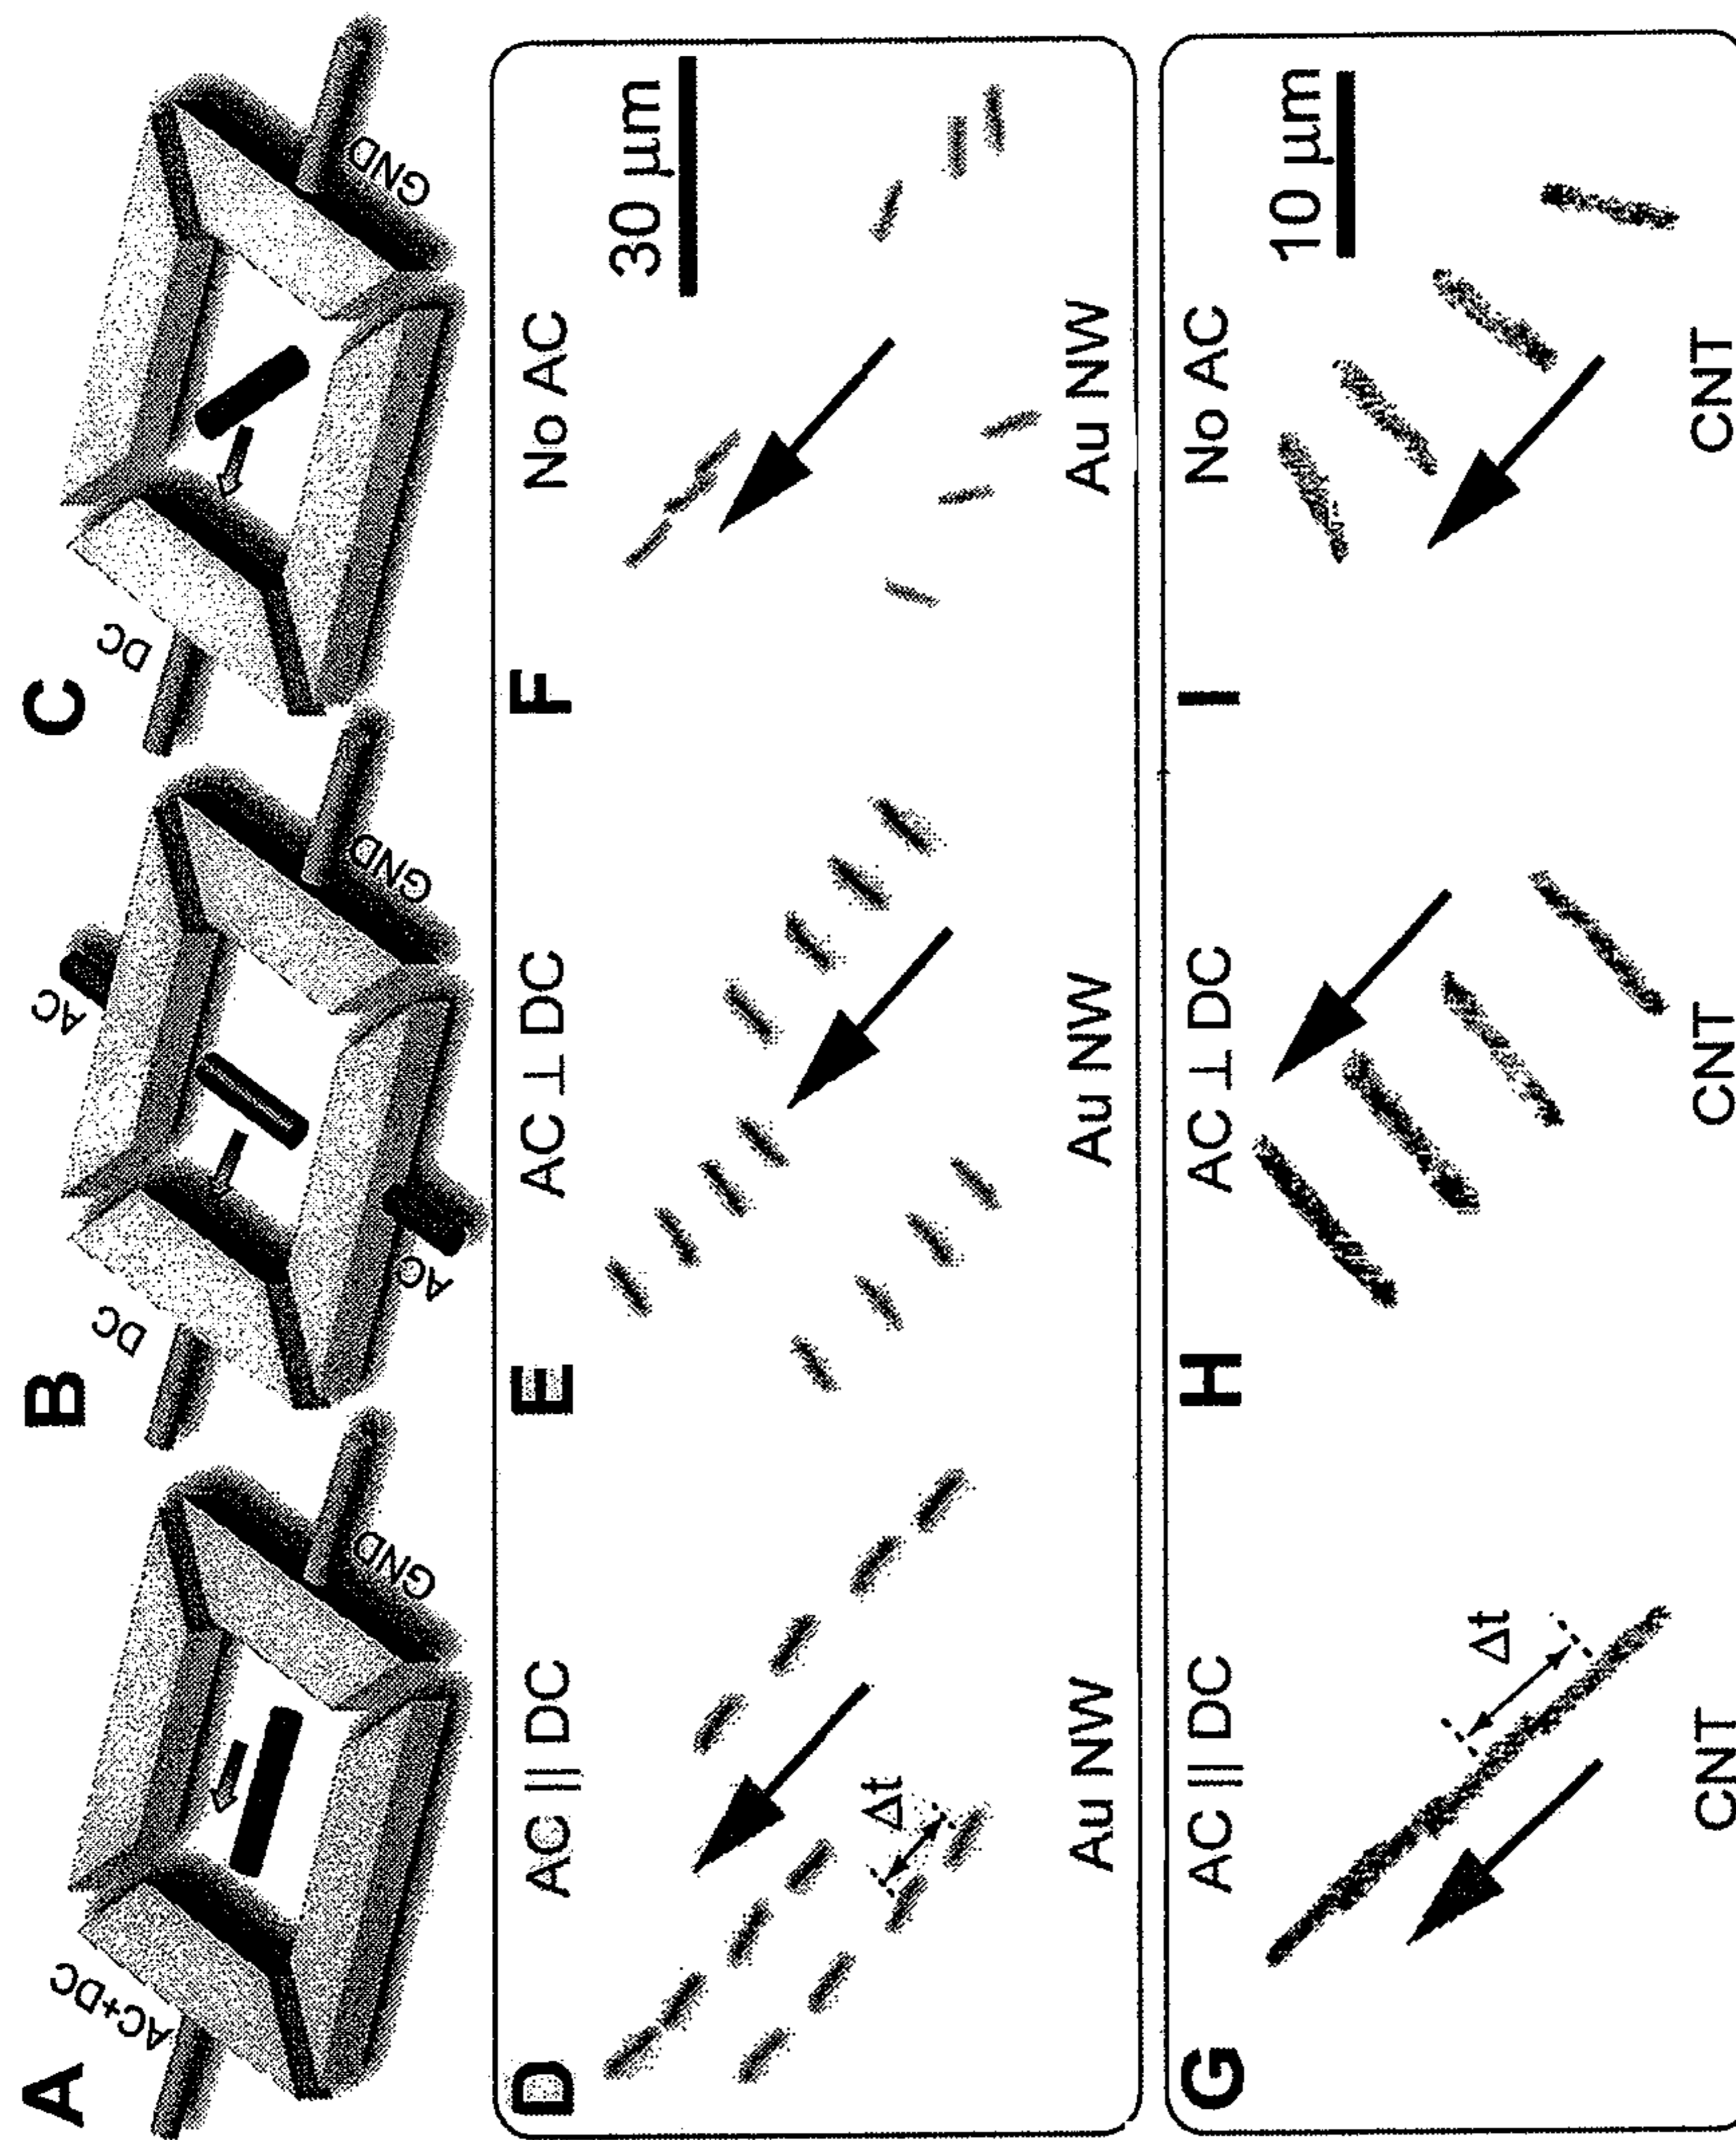 A
AC+DC
GND
B
DC
AC
AC
GND
C
DC
GND
D
AC || DC
Δt
Au NW
E
AC ⊥ DC
Au NW
F
No AC
30 μm
Au NW
G
AC || DC
Δt
CNT
H
AC ⊥ DC
CNT
I
No AC
10 μm
CNT